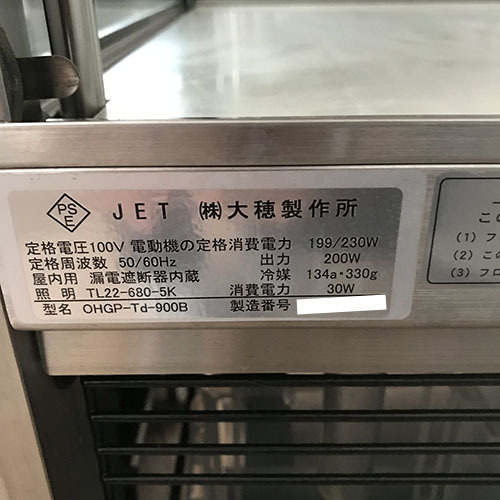 PS E JET ㈱大穂製作所
定格電圧100V 電動機の定格消費電力 199/230W
定格周波数 50/60Hz 出力 200W
屋内用 漏電遮断器内蔵 冷媒 134a・330g
照明 TL22-680-5K 消費電力 30W
型名 OHGP-Td-900B 製造番号
この
(1) フ
(2) この
(3) フロ